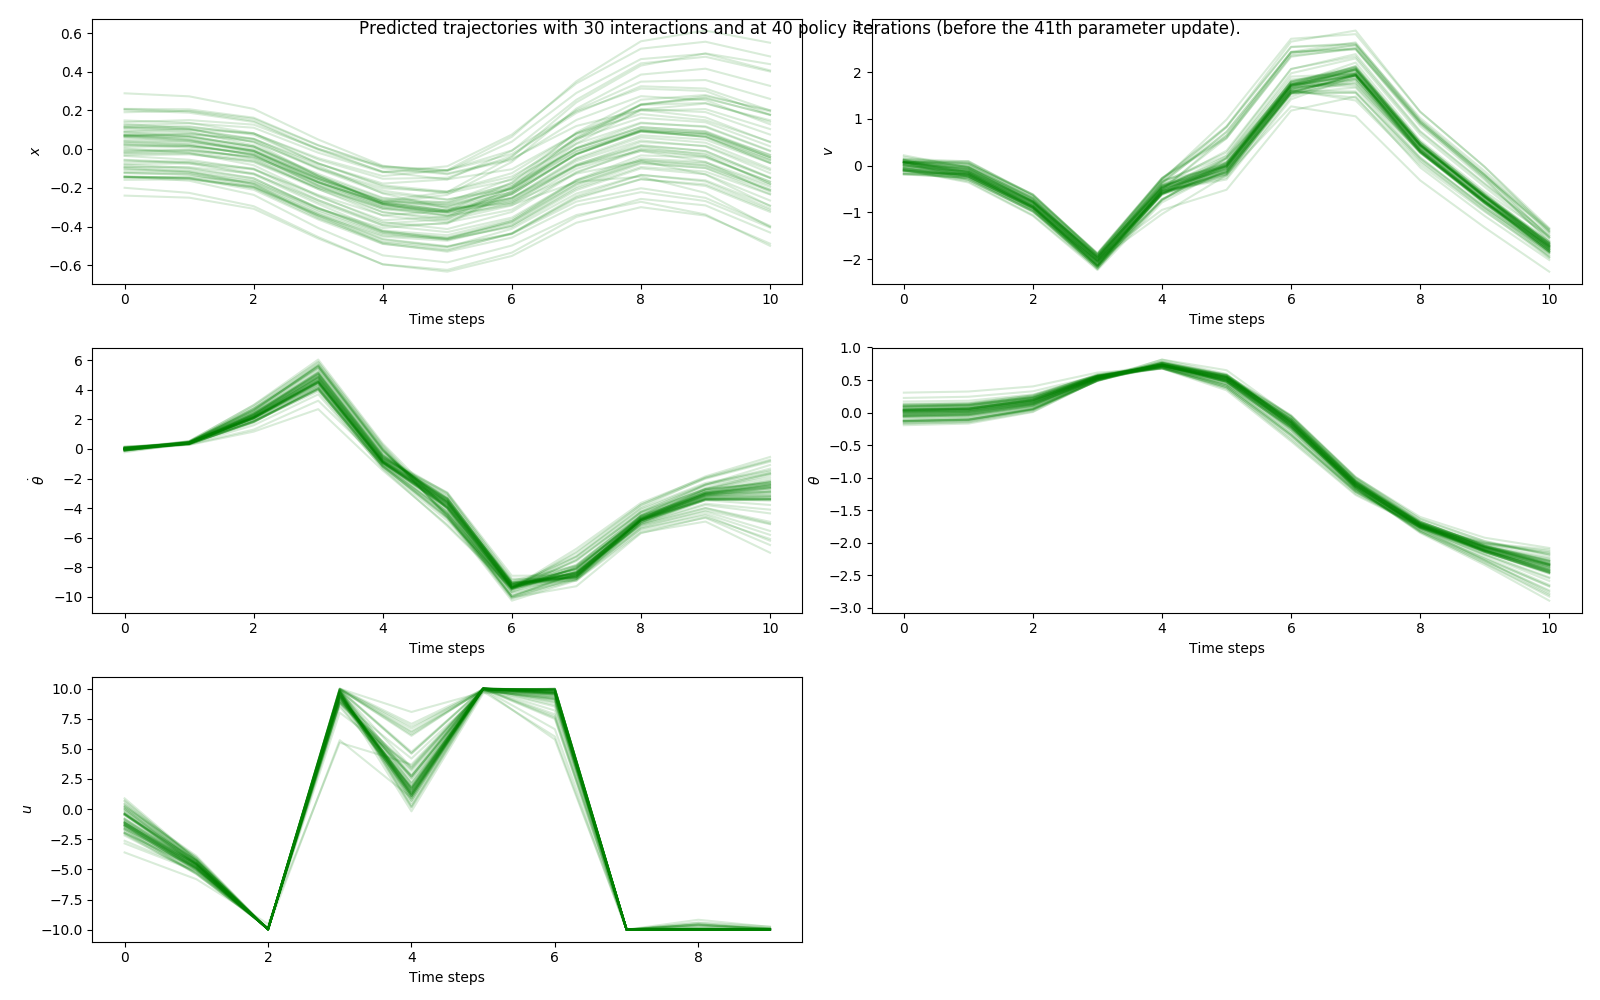 Predicted trajectories with 30 interactions and at 40 policy iterations (before the 41th parameter update).
0.6
0.4
0.2
0.0
−0.2
−0.4
−0.6
x
0 2 4 6 8 10
Time steps
3
2
1
0
−1
−2
v
0 2 4 6 8 10
Time steps
6
4
2
0
−2
−4
−6
−8
−10
θ̇
0 2 4 6 8 10
Time steps
1.0
0.5
0.0
−0.5
−1.0
−1.5
−2.0
−2.5
−3.0
θ
0 2 4 6 8 10
Time steps
10.0
7.5
5.0
2.5
0.0
−2.5
−5.0
−7.5
−10.0
u
0 2 4 6 8
Time steps